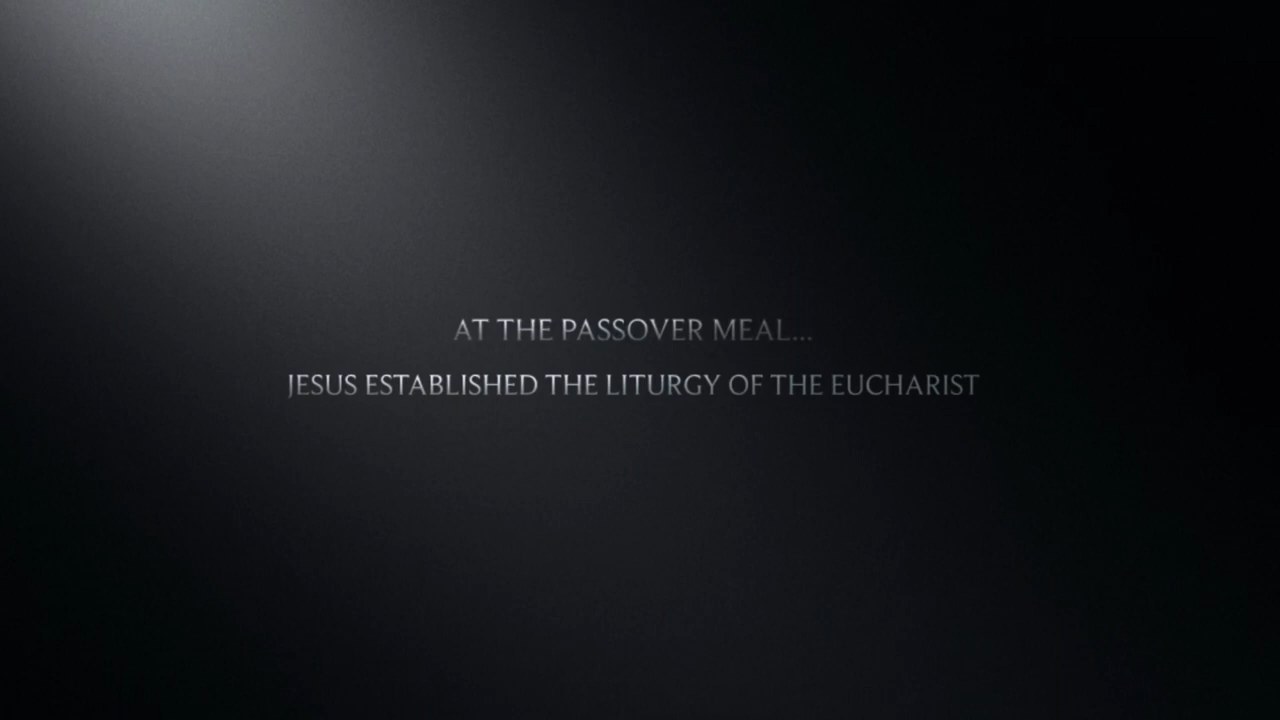 AT THE PASSOVER MEAL...
JESUS ESTABLISHED THE LITURGY OF THE EUCHARIST